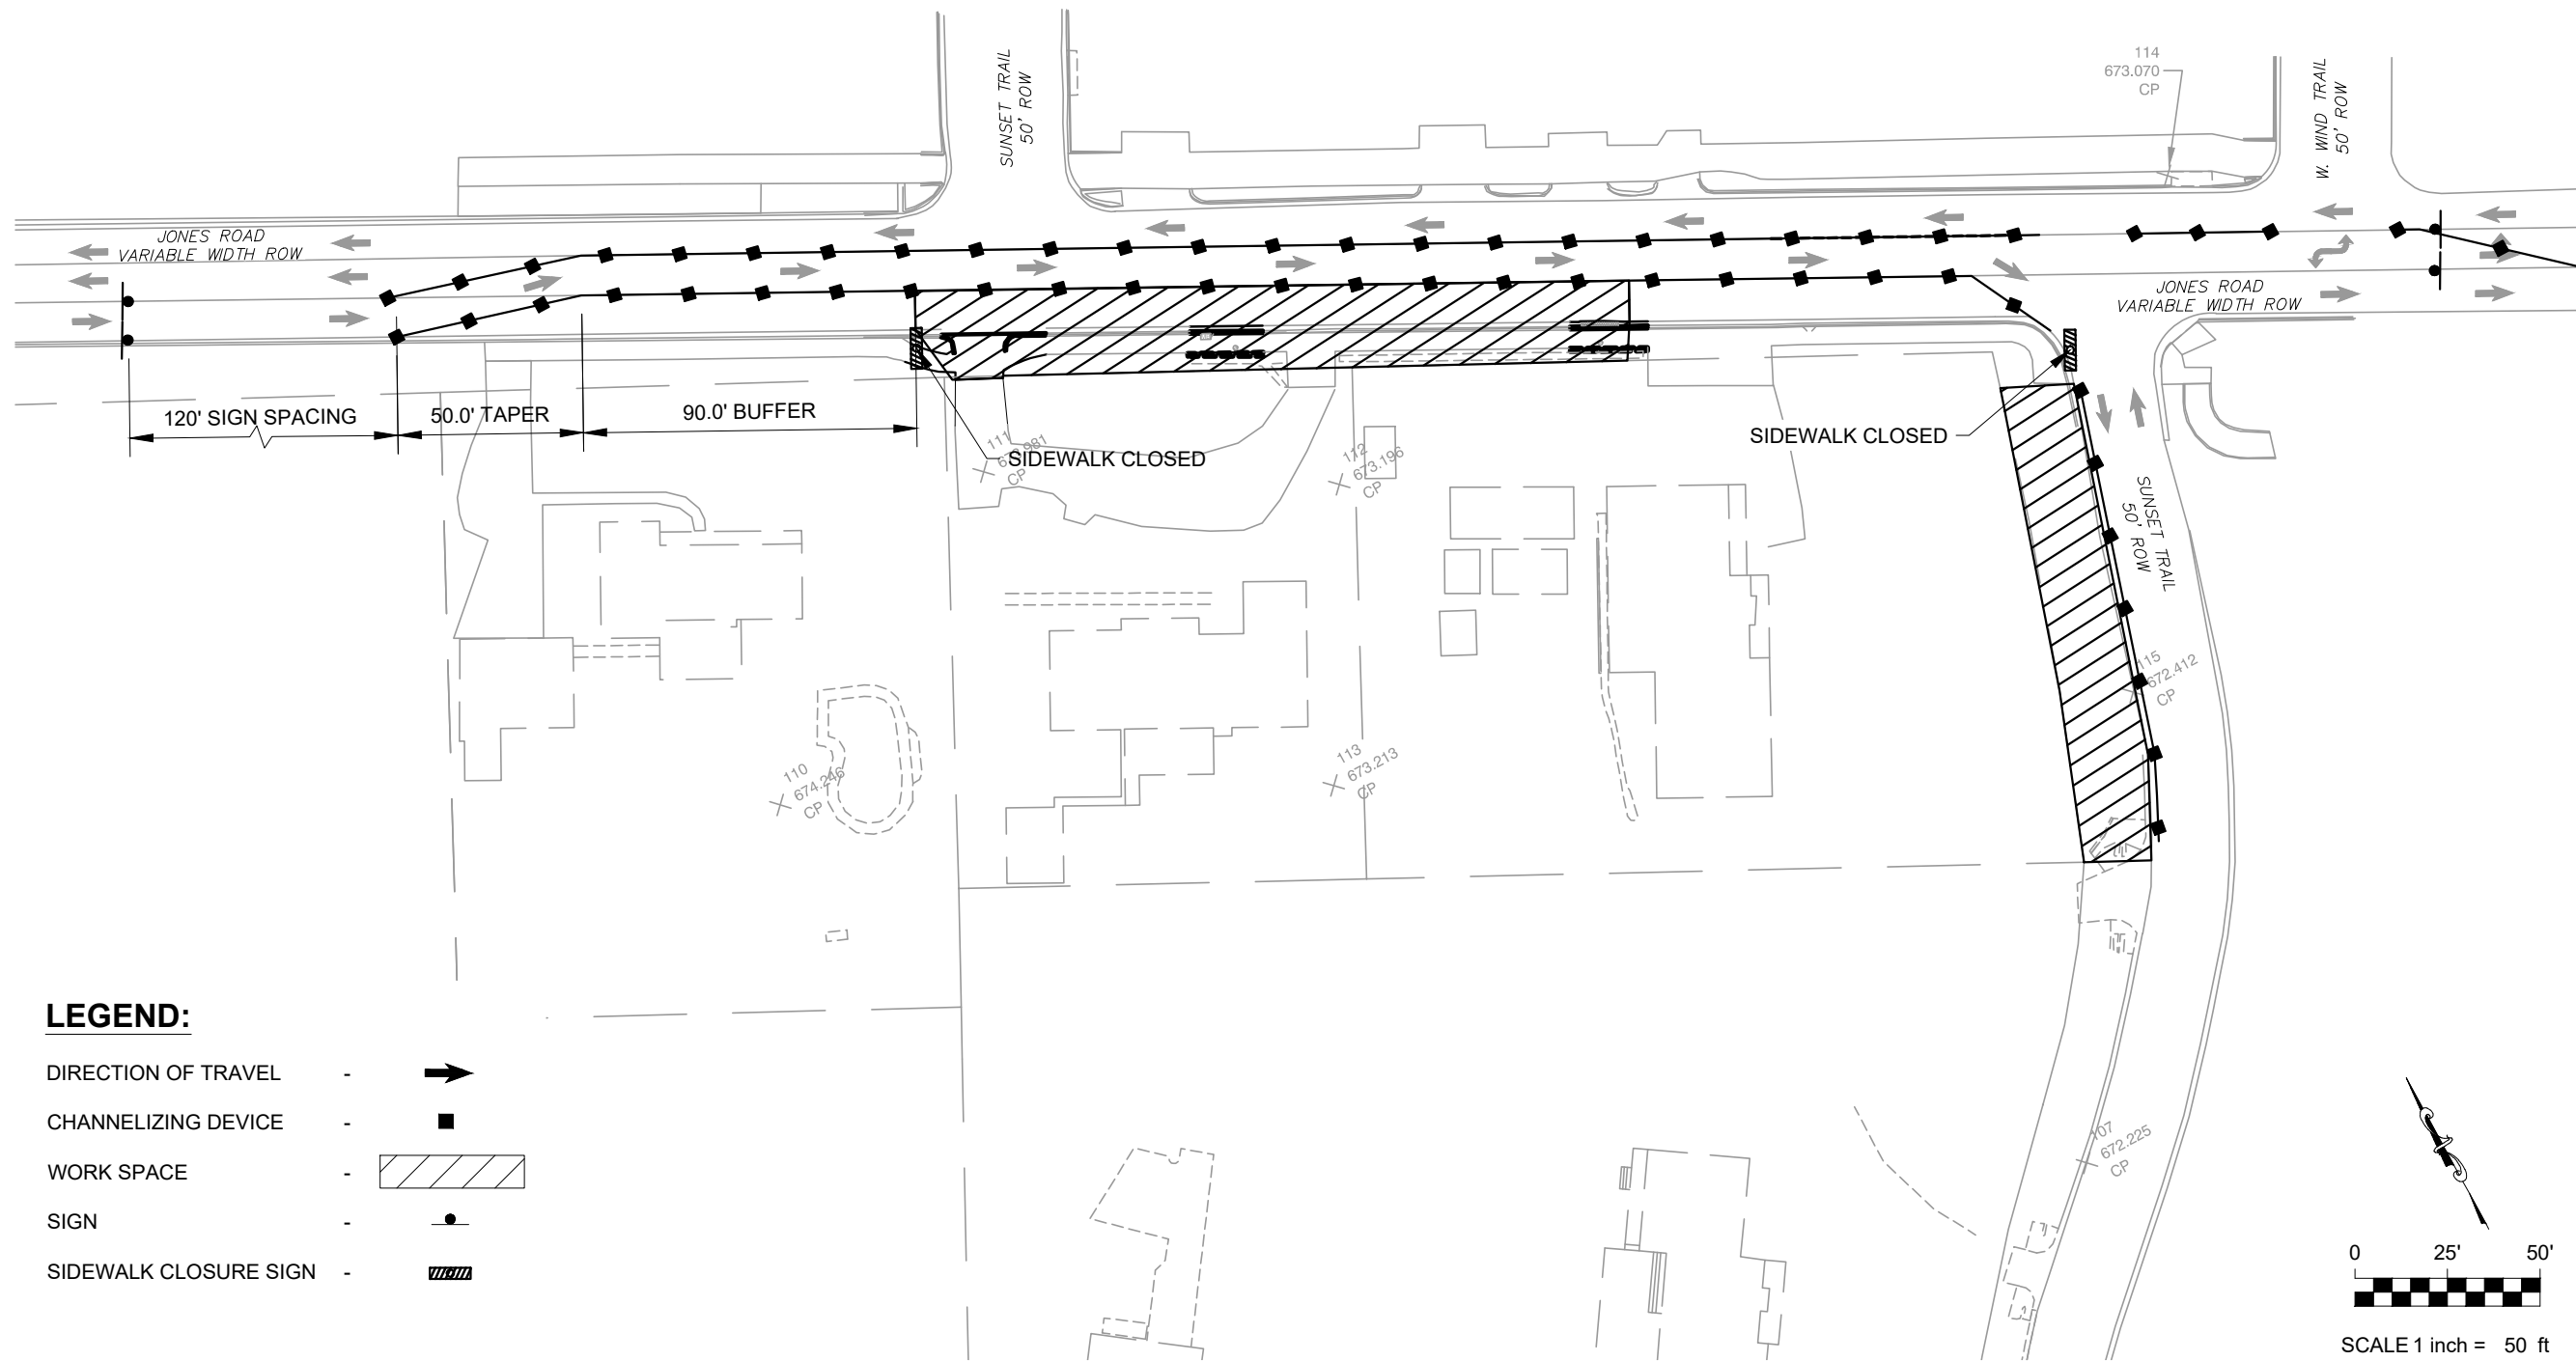 SUNSET TRAIL
50' ROW
114
673.070
CP
W. WIND TRAIL
50' ROW
JONES ROAD
VARIABLE WIDTH ROW
JONES ROAD
VARIABLE WIDTH ROW
120' SIGN SPACING
50.0' TAPER
90.0' BUFFER
111
CP
SIDEWALK CLOSED
112
673.196
CP
SIDEWALK CLOSED
SUNSET TRAIL
50' ROW
115
672.412
CP
110
674.246
CP
113
673.213
CP
LEGEND:
DIRECTION OF TRAVEL -
CHANNELIZING DEVICE -
WORK SPACE -
SIGN -
SIDEWALK CLOSURE SIGN -
107
672.225
CP
0 25' 50'
SCALE 1 inch = 50 ft